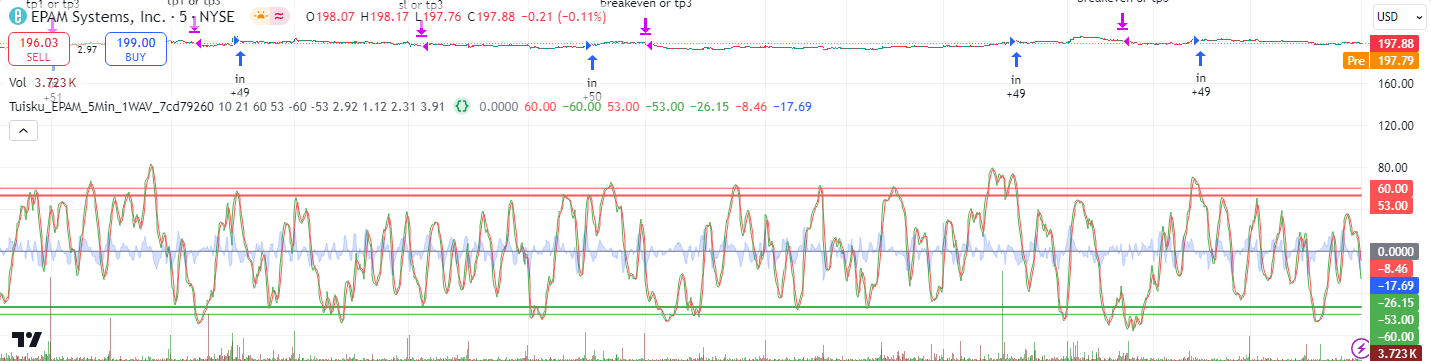 tp1 or tp3
tp1 or tp3
sl or tp3
breakeven or tp3
breakeven or tp3
EPAM Systems, Inc. · 5 · NYSE
O198.07 H198.17 L197.76 C197.88 −0.21 (−0.11%)
USD
196.03
SELL
2.97
199.00
BUY
197.88
Pre 197.79
Vol 3.723 K
in
+49
in
+50
in
+49
in
+49
+51
160.00
Tuisku_EPAM_5Min_1WAV_7cd79260 10 21 60 53 -60 -53 2.92 1.12 2.31 3.91 {} 0.0000 60.00 −60.00 53.00 −53.00 −26.15 −8.46 −17.69
120.00
80.00
60.00
53.00
0.0000
−8.46
−17.69
−26.15
−53.00
−60.00
3.723 K